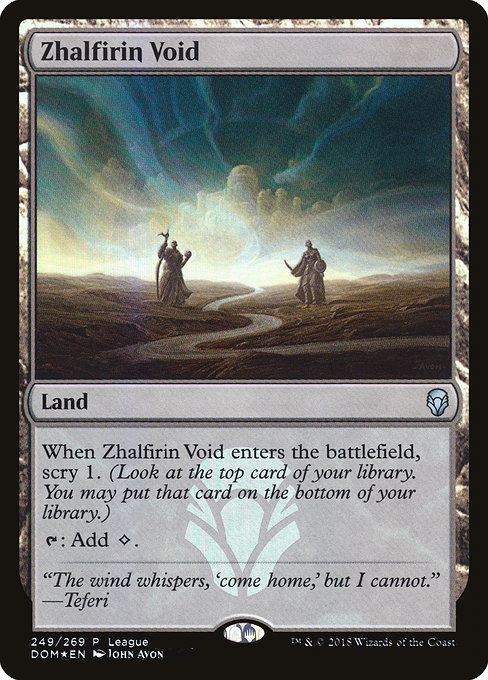 Zhalfirin Void
AVON
Land
When Zhalfirin Void enters the battlefield,
scry 1. (Look at the top card of your library.
You may put that card on the bottom of your
library.)
: Add .
“The wind whispers, ‘come home,’ but I cannot.”
—Teferi
249/269 P League
DOM★EN JOHN AVON
™ & © 2018 Wizards of the Coast